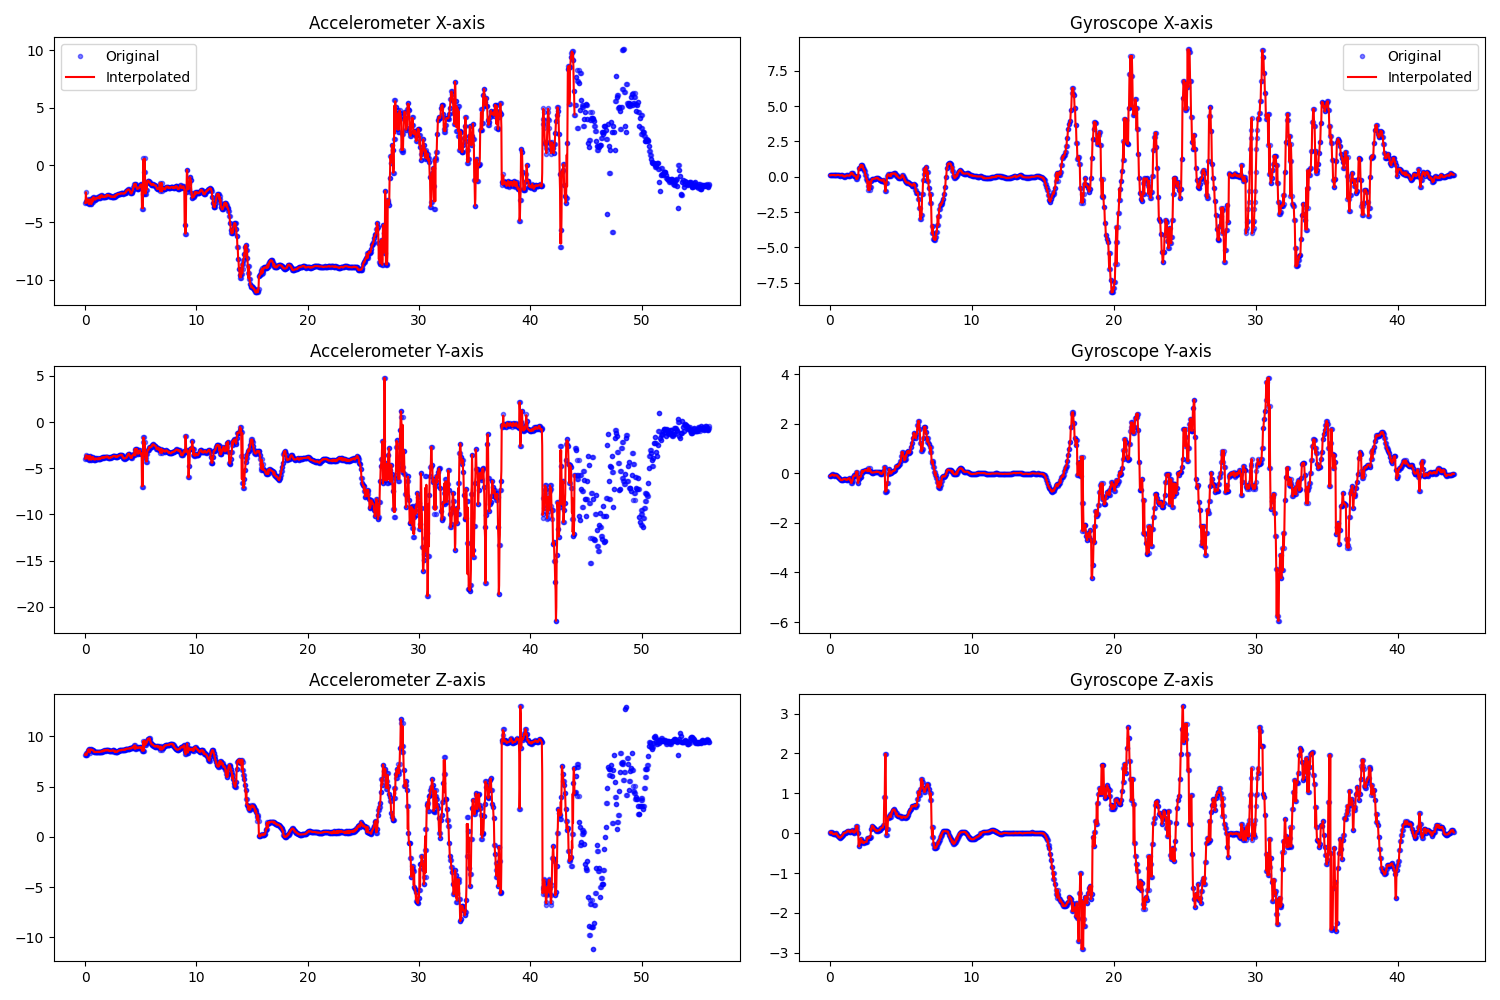 Accelerometer X-axis
10
5
0
−5
−10
0 10 20 30 40 50
Original
Interpolated
Gyroscope X-axis
7.5
5.0
2.5
0.0
−2.5
−5.0
−7.5
0 10 20 30 40
Original
Interpolated
Accelerometer Y-axis
5
0
−5
−10
−15
−20
0 10 20 30 40 50
Gyroscope Y-axis
4
2
0
−2
−4
−6
0 10 20 30 40
Accelerometer Z-axis
10
5
0
−5
−10
0 10 20 30 40 50
Gyroscope Z-axis
3
2
1
0
−1
−2
−3
0 10 20 30 40